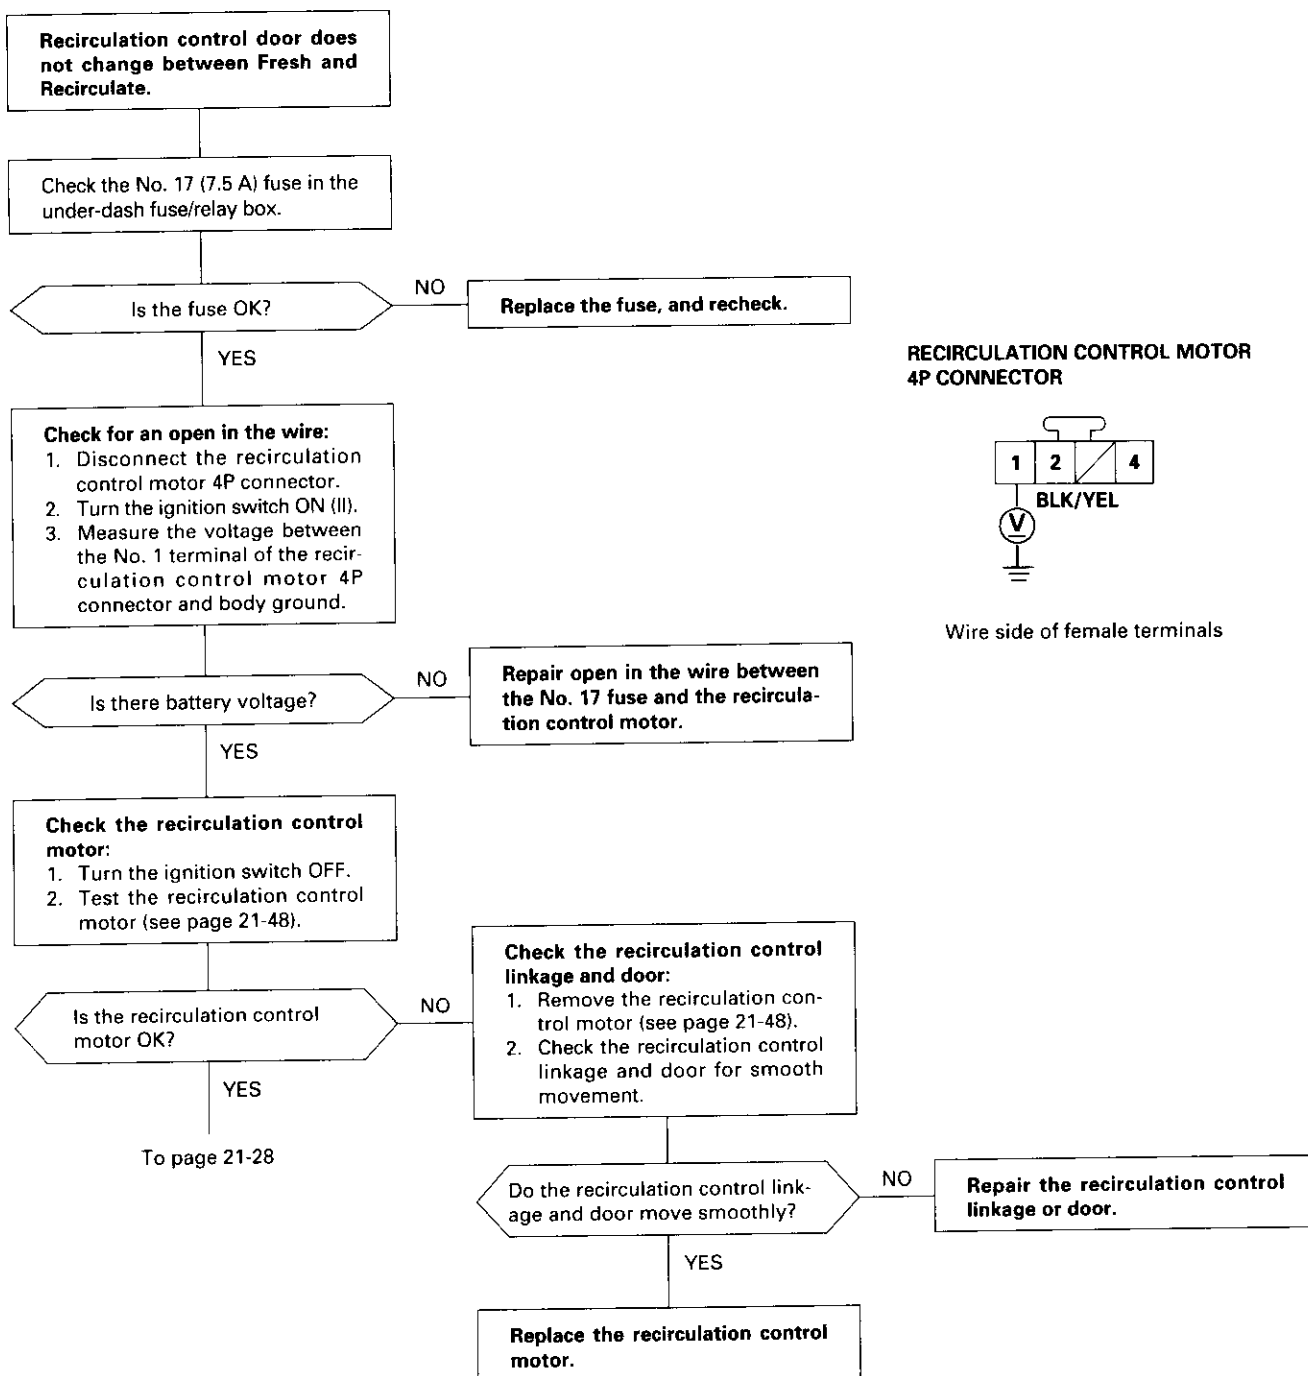 Recirculation control door does
not change between Fresh and
Recirculate.
Check the No. 17 (7.5 A) fuse in the
under-dash fuse/relay box.
Is the fuse OK?
NO
Replace the fuse, and recheck.
YES
RECIRCULATION CONTROL MOTOR
4P CONNECTOR
1 2 4
BLK/YEL
V
Wire side of female terminals
Check for an open in the wire:
1. Disconnect the recirculation
control motor 4P connector.
2. Turn the ignition switch ON (II).
3. Measure the voltage between
the No. 1 terminal of the recir-
culation control motor 4P
connector and body ground.
Is there battery voltage?
NO
Repair open in the wire between
the No. 17 fuse and the recircula-
tion control motor.
YES
Check the recirculation control
motor:
1. Turn the ignition switch OFF.
2. Test the recirculation control
motor (see page 21-48).
Is the recirculation control
motor OK?
NO
YES
To page 21-28
Check the recirculation control
linkage and door:
1. Remove the recirculation con-
trol motor (see page 21-48).
2. Check the recirculation control
linkage and door for smooth
movement.
Do the recirculation control link-
age and door move smoothly?
NO
Repair the recirculation control
linkage or door.
YES
Replace the recirculation control
motor.